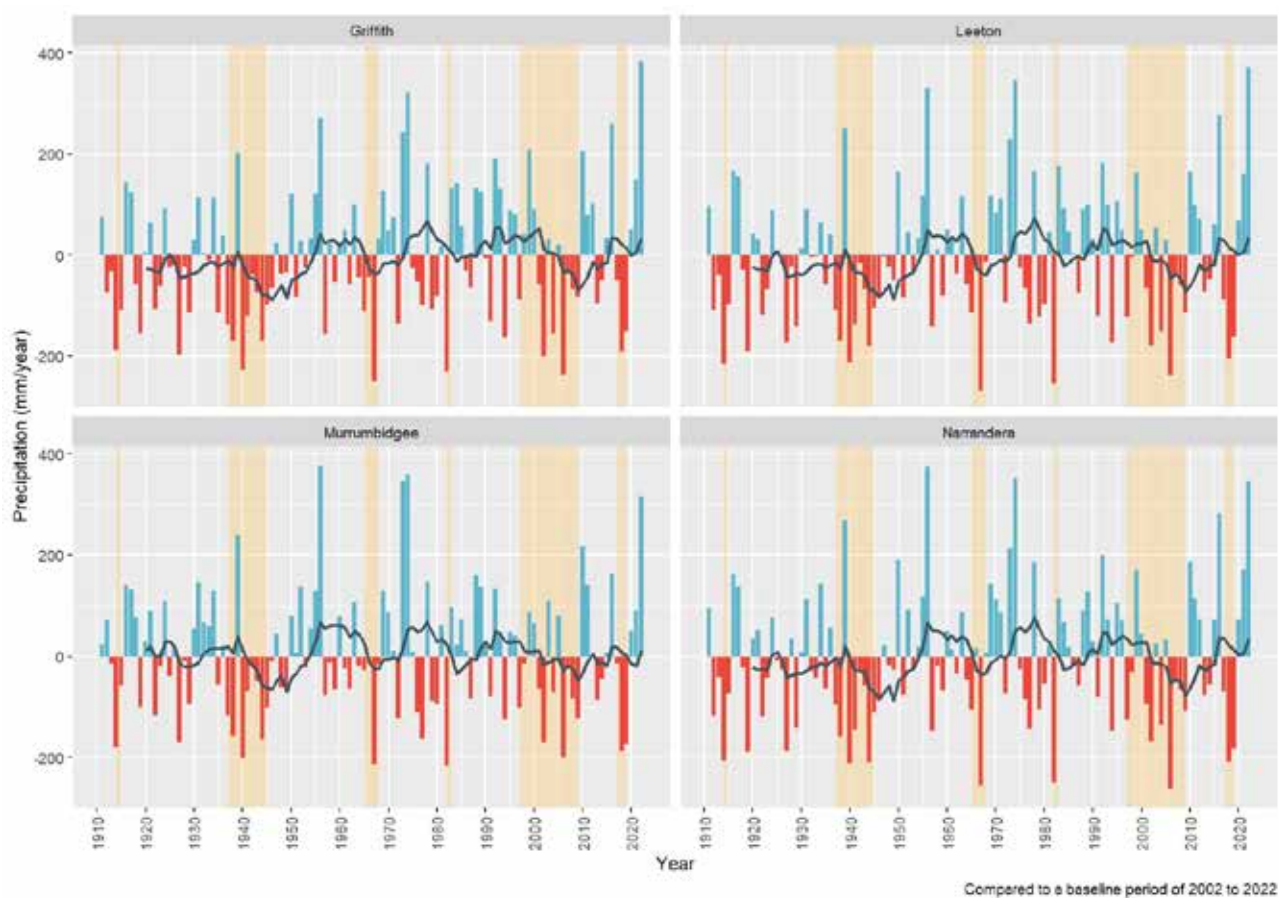 Griffith
Leeton
400
200
0
-200
Murrumbidgee
Narrandera
400
200
0
-200
Precipitation (mm/year)
1910 1920 1930 1940 1950 1960 1970 1980 1990 2000 2010 2020
1910 1920 1930 1940 1950 1960 1970 1980 1990 2000 2010 2020
Year
Compared to a baseline period of 2002 to 2022